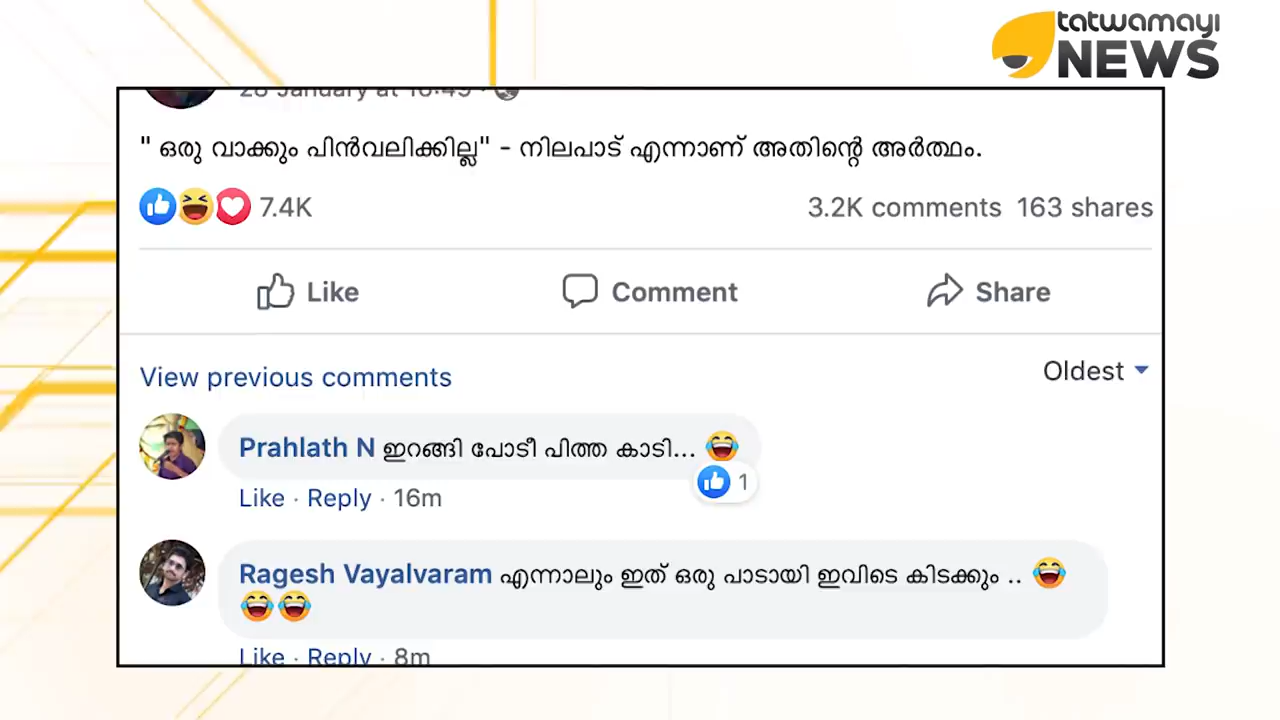 tatwamayi
NEWS
28 January at 16:45 ·
" ഒരു വാക്കും പിൻവലിക്കില്ല" - നിലപാട് എന്നാണ് അതിന്റെ അർത്ഥം.
7.4K 3.2K comments 163 shares
Like Comment Share
View previous comments Oldest
Prahlath N ഇറങ്ങി പോടീ പിത്ത കാടി... 😂
1
Like · Reply · 16m
Ragesh Vayalvaram എന്നാലും ഇത് ഒരു പാടായി ഇവിടെ കിടക്കും .. 😂
😂😂
Like · Reply · 8m